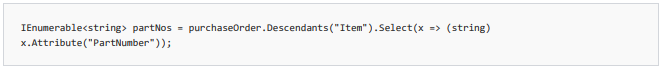 IEnumerable<string> partNos = purchaseOrder.Descendants("Item").Select(x => (string)
x.Attribute("PartNumber"));